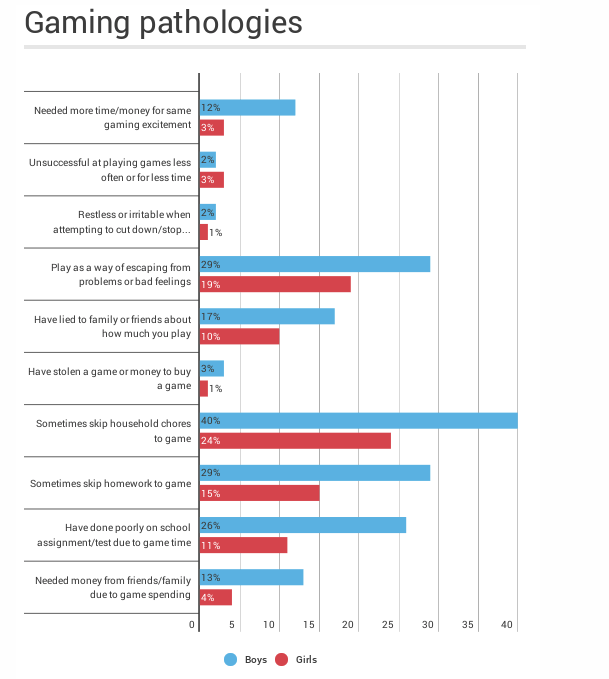 Gaming pathologies
Needed more time/money for same
gaming excitement
12%
3%
Unsuccessful at playing games less
often or for less time
2%
3%
Restless or irritable when
attempting to cut down/stop...
2%
1%
Play as a way of escaping from
problems or bad feelings
29%
19%
Have lied to family or friends about
how much you play
17%
10%
Have stolen a game or money to buy
a game
3%
1%
Sometimes skip household chores
to game
40%
24%
Sometimes skip homework to game
29%
15%
Have done poorly on school
assignment/test due to game time
26%
11%
Needed money from friends/family
due to game spending
13%
4%
0 5 10 15 20 25 30 35 40
Boys Girls